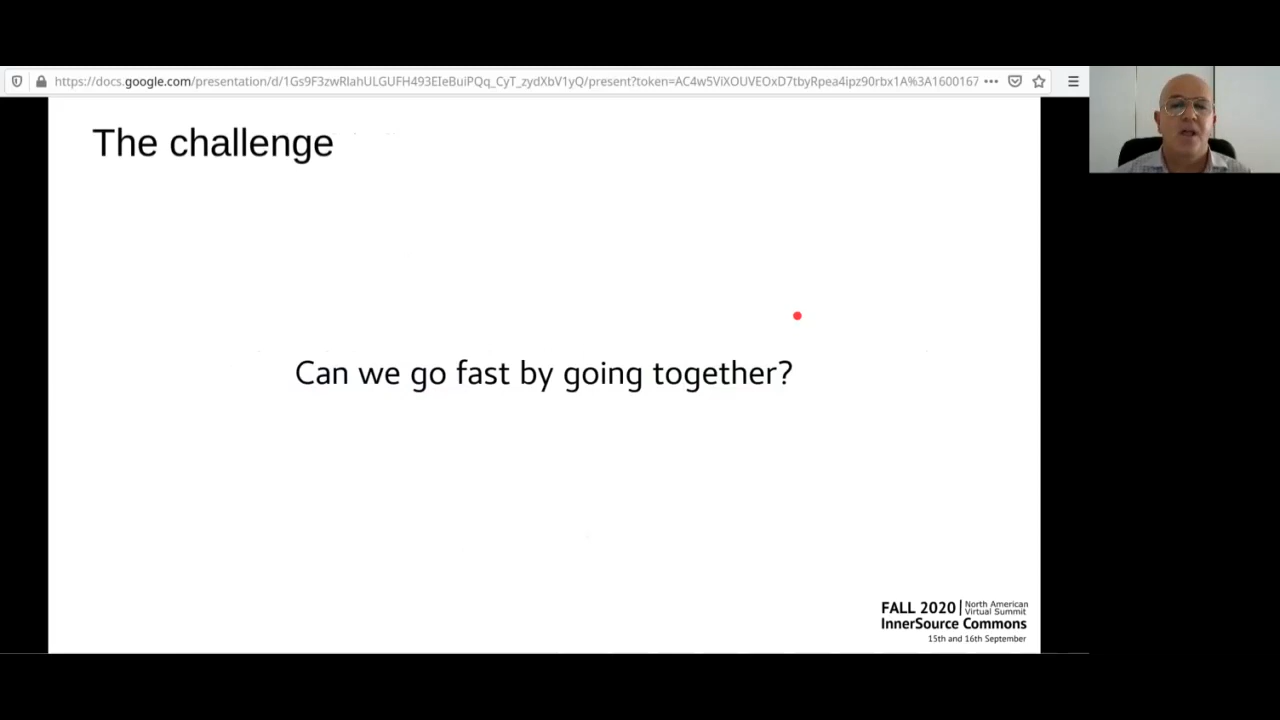 https://docs.google.com/presentation/d/1Gs9F3zwRlahULGUFH493EIeBuiPQq_CyT_zydXbV1yQ/present?token=AC4w5ViXOUVEOxD7tbyRpea4ipz90rbx1A%3A1600167
The challenge
Can we go fast by going together?
FALL 2020 | North American Virtual Summit
InnerSource Commons
15th and 16th September